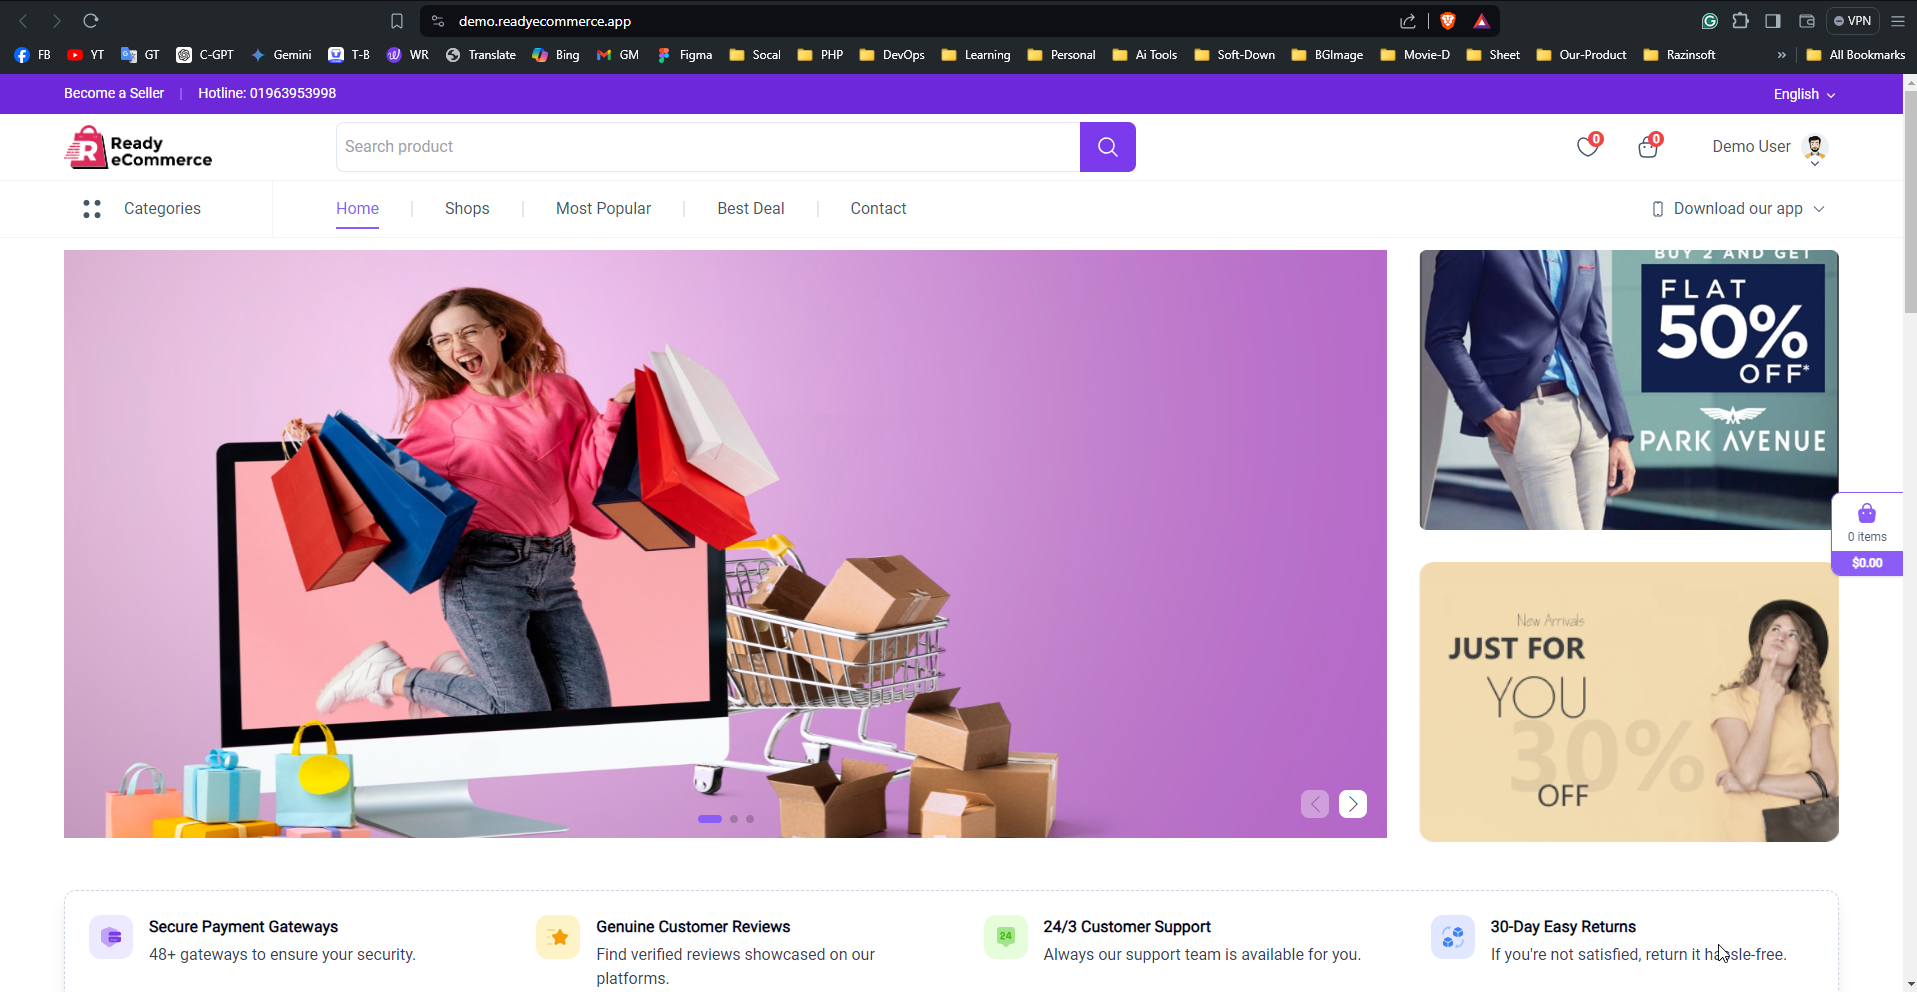 demo.readyecommerce.app
VPN
FB
YT
GT
C-GPT
Gemini
T-B
WR
Translate
Bing
GM
Figma
Socal
PHP
DevOps
Learning
Personal
Ai Tools
Soft-Down
BGImage
Movie-D
Sheet
Our-Product
Razinsoft
»
All Bookmarks
Become a Seller | Hotline: 01963953998
English
Ready
eCommerce
Search product
0
0
Demo User
Categories
Home
Shops
Most Popular
Best Deal
Contact
Download our app
BUY 2 AND GET
FLAT
50%
OFF*
PARK AVENUE
0 items
$0.00
New Arrivals
JUST FOR
YOU
30%
OFF
Secure Payment Gateways
48+ gateways to ensure your security.
Genuine Customer Reviews
Find verified reviews showcased on our
platforms.
24
24/3 Customer Support
Always our support team is available for you.
30-Day Easy Returns
If you're not satisfied, return it hassle-free.